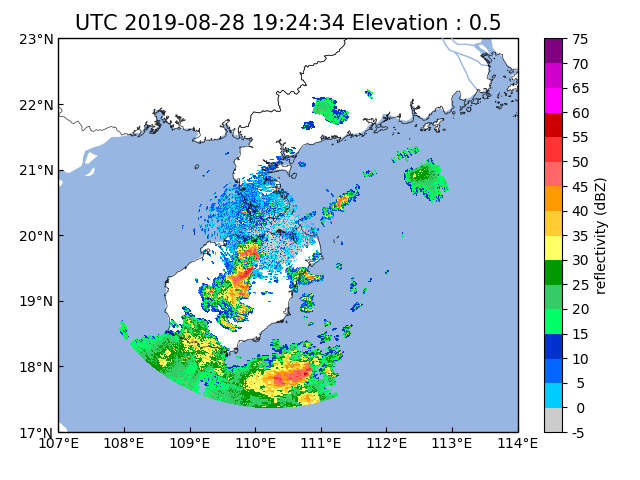 UTC 2019-08-28 19:24:34 Elevation : 0.5
23°N
22°N
21°N
20°N
19°N
18°N
17°N
107°E 108°E 109°E 110°E 111°E 112°E 113°E 114°E
75
70
65
60
55
50
45
40
35
30
25
20
15
10
5
0
-5
reflectivity (dBZ)